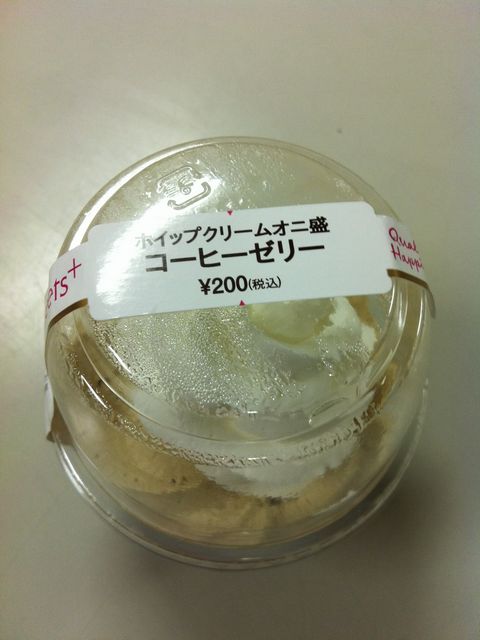 ホイップクリームオニ盛
コーヒーゼリー
¥200(税込)
ets+